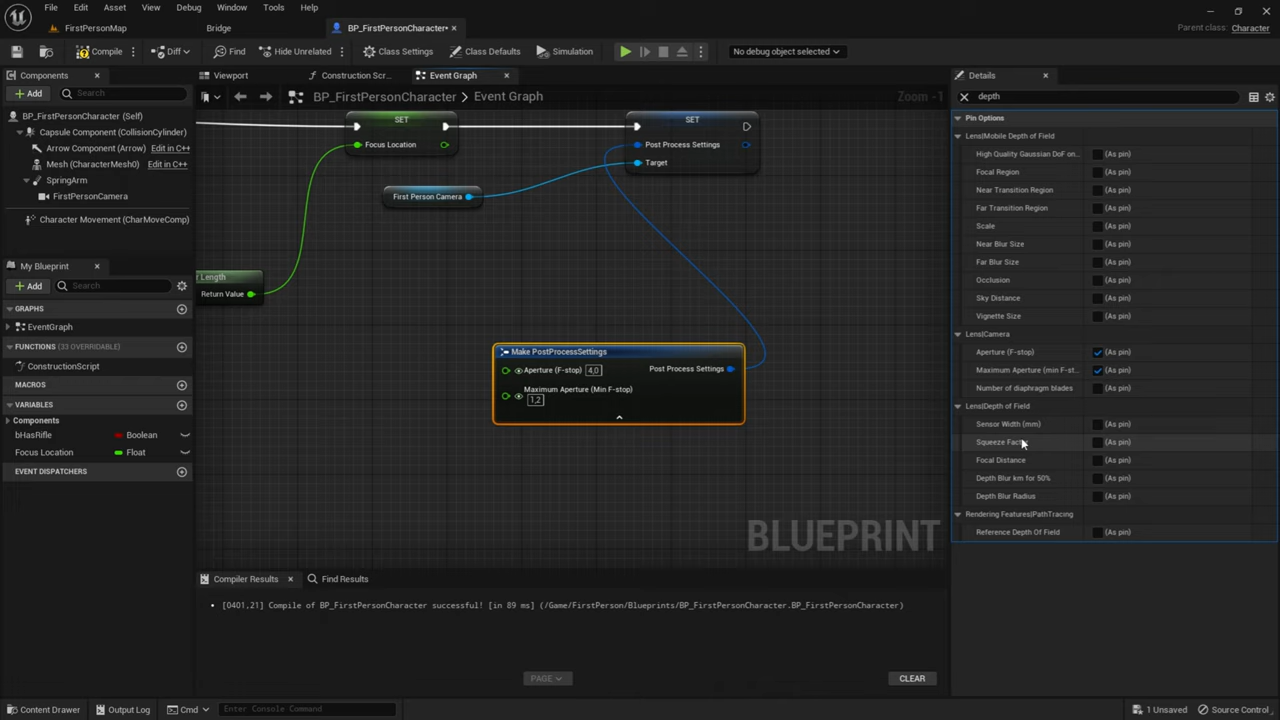 File Edit Asset View Debug Window Tools Help
FirstPersonMap Bridge BP_FirstPersonCharacter• × Parent class: Character
Compile Diff Find Hide Unrelated Class Settings Class Defaults Simulation No debug object selected
Components × Viewport Construction Scr... Event Graph × Details ×
+ Add Search BP_FirstPersonCharacter > Event Graph Zoom -1 depth
BP_FirstPersonCharacter (Self)
Capsule Component (CollisionCylinder)
Arrow Component (Arrow) Edit in C++
Mesh (CharacterMesh0) Edit in C++
SpringArm
FirstPersonCamera
Character Movement (CharMoveComp)
My Blueprint ×
+ Add Search
GRAPHS
EventGraph
FUNCTIONS (33 OVERRIDABLE)
ConstructionScript
MACROS
VARIABLES
Components
bHasRifle Boolean
Focus Location Float
EVENT DISPATCHERS
SET
Focus Location
SET
Post Process Settings
Target
First Person Camera
r Length
Return Value
Make PostProcessSettings
Aperture (F-stop) 4,0 Post Process Settings
Maximum Aperture (Min F-stop)
1,2
BLUEPRINT
Pin Options
Lens|Mobile Depth of Field
High Quality Gaussian DoF on... (As pin)
Focal Region (As pin)
Near Transition Region (As pin)
Far Transition Region (As pin)
Scale (As pin)
Near Blur Size (As pin)
Far Blur Size (As pin)
Occlusion (As pin)
Sky Distance (As pin)
Vignette Size (As pin)
Lens|Camera
Aperture (F-stop) (As pin)
Maximum Aperture (min F-st... (As pin)
Number of diaphragm blades (As pin)
Lens|Depth of Field
Sensor Width (mm) (As pin)
Squeeze (As pin)
Focal Distance (As pin)
Depth Blur km for 50% (As pin)
Depth Blur Radius (As pin)
Rendering Features|PathTracing
Reference Depth Of Field (As pin)
Compiler Results × Find Results
• [0401,21] Compile of BP_FirstPersonCharacter successful! [in 89 ms] (/Game/FirstPerson/Blueprints/BP_FirstPersonCharacter.BP_FirstPersonCharacter)
PAGE CLEAR
Content Drawer Output Log Cmd Enter Console Command 1 Unsaved Source Control